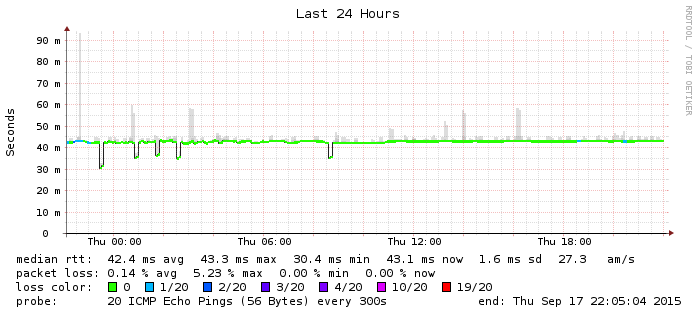 Last 24 Hours
RRDTOOL / TOBI OETIKER
Seconds
90 m
80 m
70 m
60 m
50 m
40 m
30 m
20 m
10 m
0
Thu 00:00 Thu 06:00 Thu 12:00 Thu 18:00
median rtt: 42.4 ms avg 43.3 ms max 30.4 ms min 43.1 ms now 1.6 ms sd 27.3 am/s
packet loss: 0.14 % avg 5.23 % max 0.00 % min 0.00 % now
loss color: 0 1/20 2/20 3/20 4/20 10/20 19/20
probe: 20 ICMP Echo Pings (56 Bytes) every 300s end: Thu Sep 17 22:05:04 2015